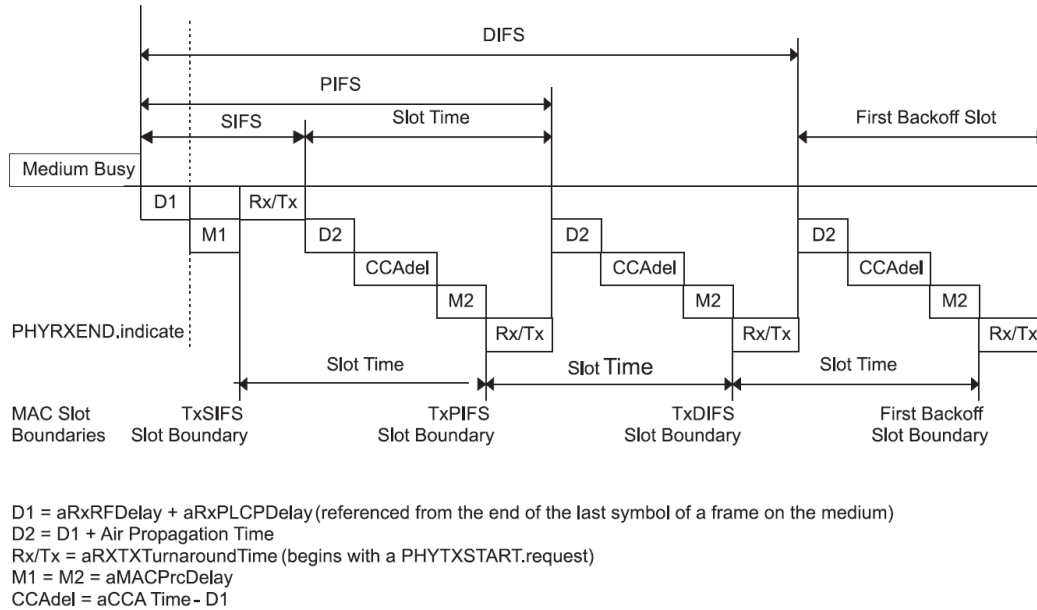 DIFS
PIFS
SIFS
Slot Time
First Backoff Slot
Medium Busy
D1
Rx/Tx
M1
D2
D2
D2
CCAdel
CCAdel
CCAdel
M2
M2
M2
PHYRXEND.indicate
Rx/Tx
Rx/Tx
Rx/Tx
Slot Time
Slot Time
Slot Time
MAC Slot
Boundaries
TxSIFS
Slot Boundary
TxPIFS
Slot Boundary
TxDIFS
Slot Boundary
First Backoff
Slot Boundary
D1 = aRxRFDelay + aRxPLCPDelay (referenced from the end of the last symbol of a frame on the medium)
D2 = D1 + Air Propagation Time
Rx/Tx = aRXTXTurnaroundTime (begins with a PHYTXSTART.request)
M1 = M2 = aMACPrcDelay
CCAdel = aCCA Time - D1